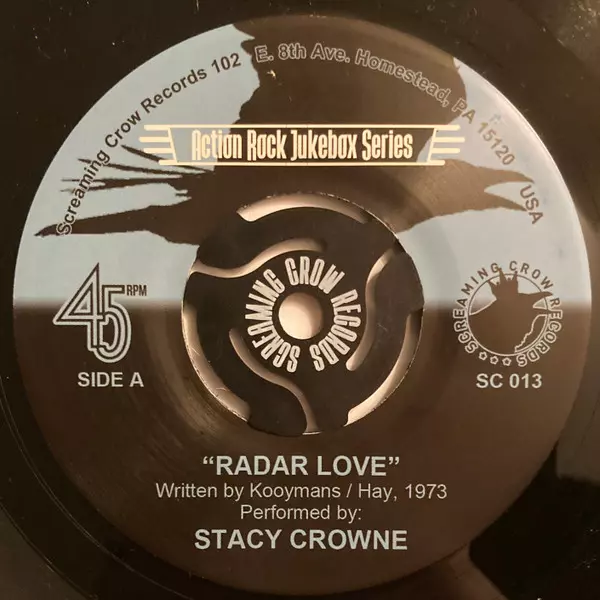 Screaming Crow Records 102 E. 8th Ave. Homestead, PA 15120 USA
Action Rock Jukebox Series
SCREAMING CROW RECORDS
45 RPM
SIDE A
SCREAMING CROW RECORDS
SC 013
“RADAR LOVE”
Written by Kooymans / Hay, 1973
Performed by:
STACY CROWNE